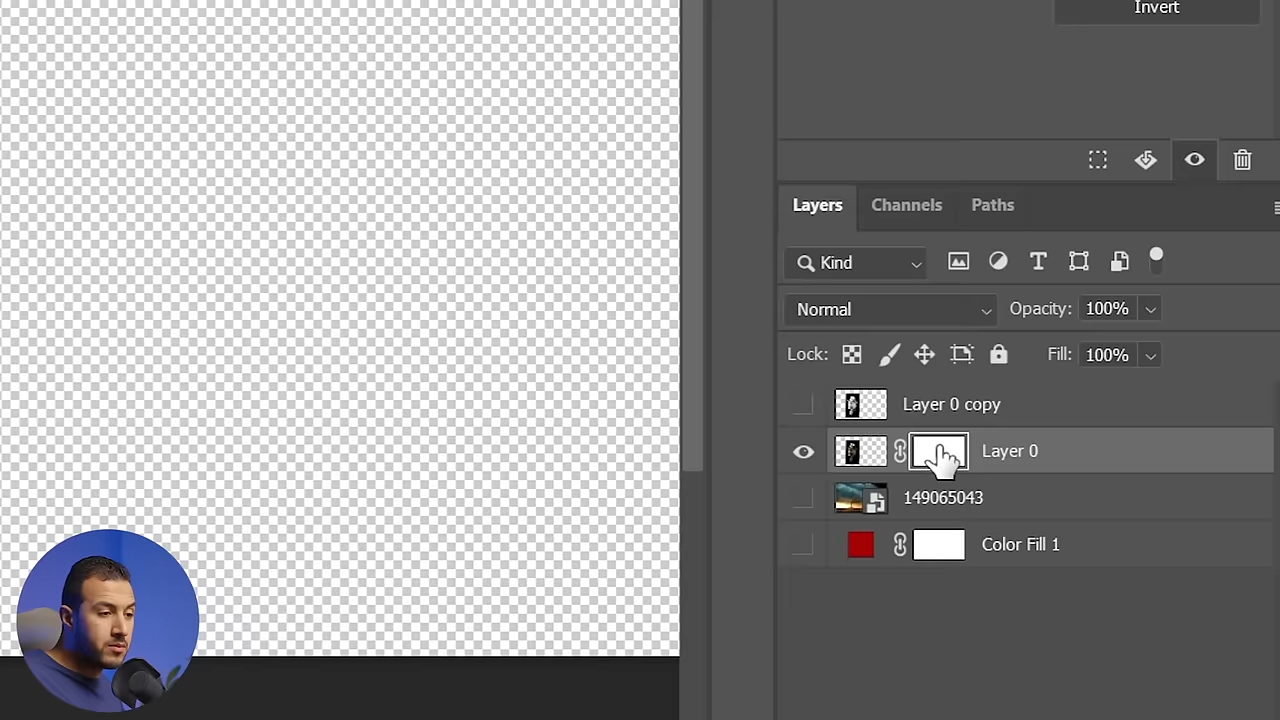 Invert
Layers Channels Paths
Kind
Normal Opacity: 100%
Lock: Fill: 100%
Layer 0 copy
Layer 0
149065043
Color Fill 1